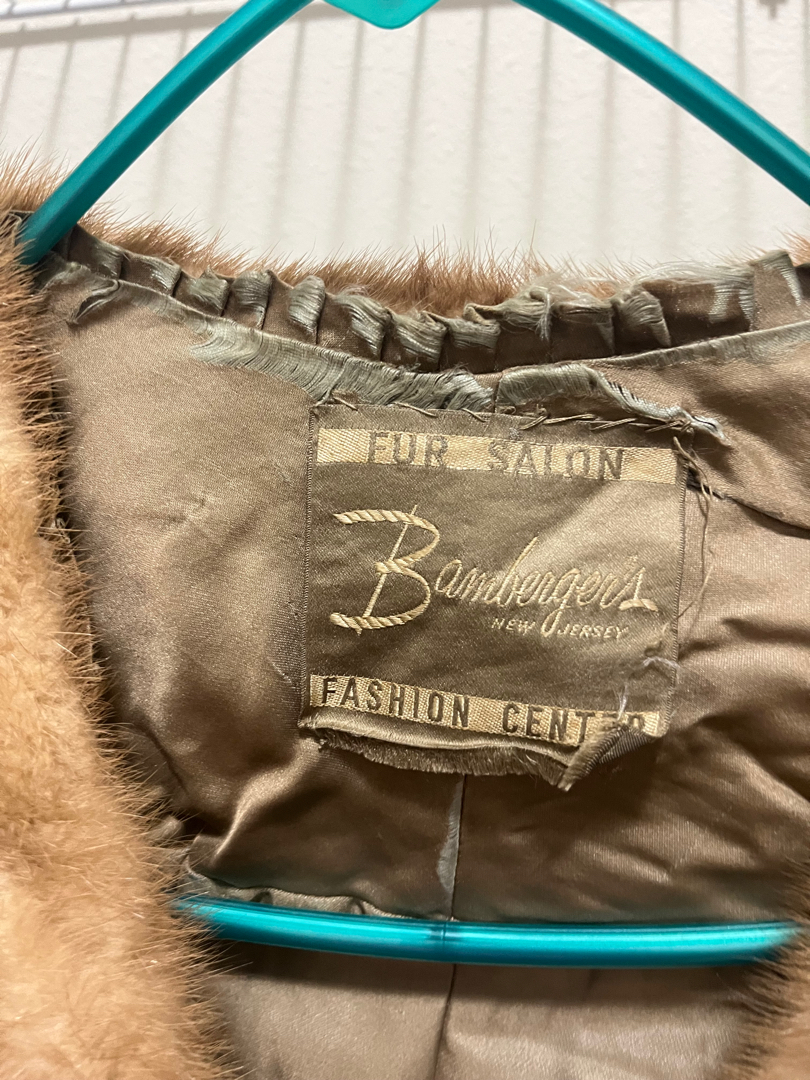 FUR SALON
Bamberger's
NEW JERSEY
FASHION CENTER